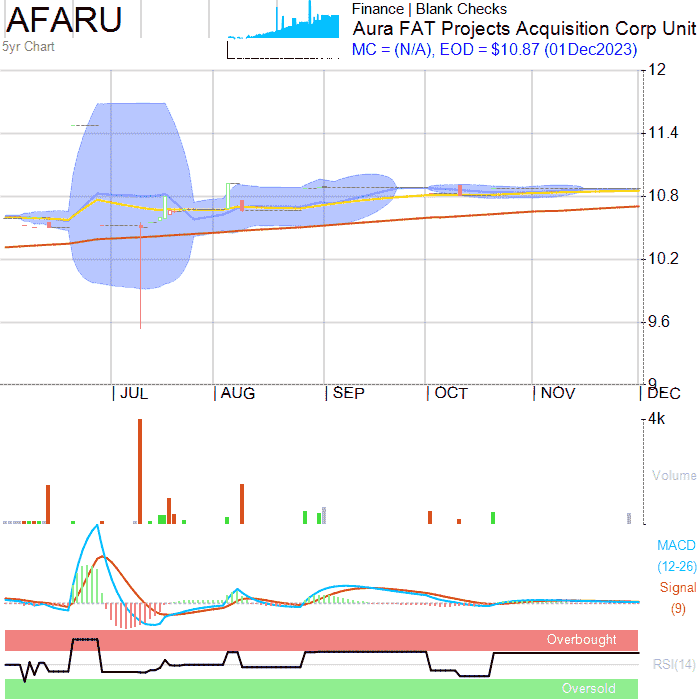 AFARU
Finance | Blank Checks
Aura FAT Projects Acquisition Corp Unit
5yr Chart
MC = (N/A), EOD = $10.87 (01Dec2023)
12
11.4
10.8
10.2
9.6
9
JUL AUG SEP OCT NOV DEC
4k
Volume
MACD
(12-26)
Signal
(9)
Overbought
RSI(14)
Oversold